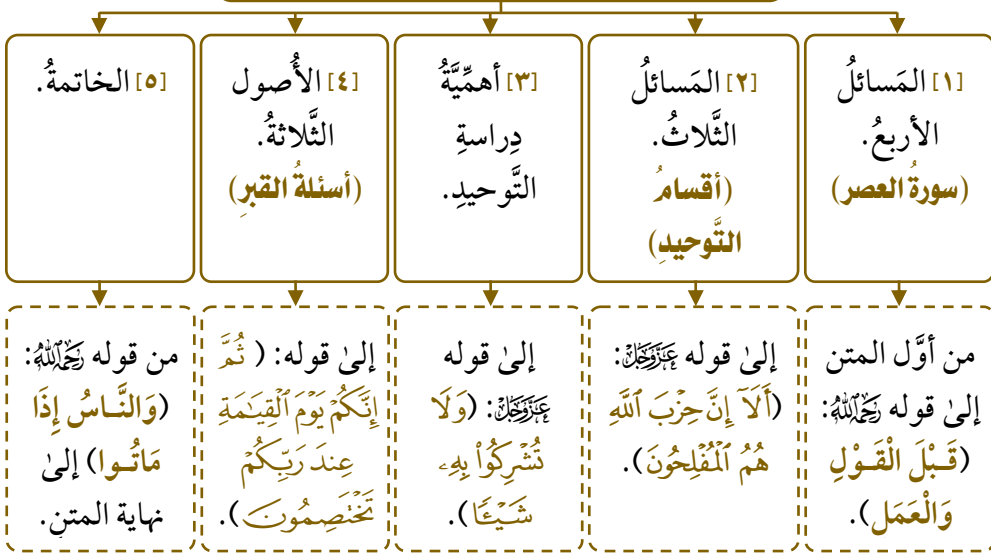 [١] المَسائلُ
الأربعُ.
(سورةُ العصر)
[٢] المَسائلُ
الثَّلاثُ.
(أقسامُ
التَّوحيدِ)
[٣] أهمِّيَّةُ
دِراسةِ
التَّوحيدِ.
[٤] الأُصول
الثَّلاثةُ.
(أسئلةُ القبرِ)
[٥] الخاتمةُ.
من أوَّل المتن
إلىٰ قوله رَحِمَهُ اللَّهُ:
(قَبْلَ الْقَوْلِ
وَالْعَمَل).
إلىٰ قوله عَزَّوَجَلَّ:
(أَلَآ إِنَّ حِزْبَ ٱللَّهِ
هُمُ ٱلْمُفْلِحُونَ).
إلىٰ قوله
عَزَّوَجَلَّ: (وَلَا
تُشْرِكُوا۟ بِهِۦ
شَيْـًٔا).
إلىٰ قوله: (ثُمَّ
إِنَّكُمْ يَوْمَ ٱلْقِيَـٰمَةِ
عِندَ رَبِّكُمْ
تَخْتَصِمُونَ).
من قوله رَحِمَهُ اللَّهُ:
(وَالنَّاسُ إِذَا
مَاتُوا) إلىٰ
نهاية المتنِ.